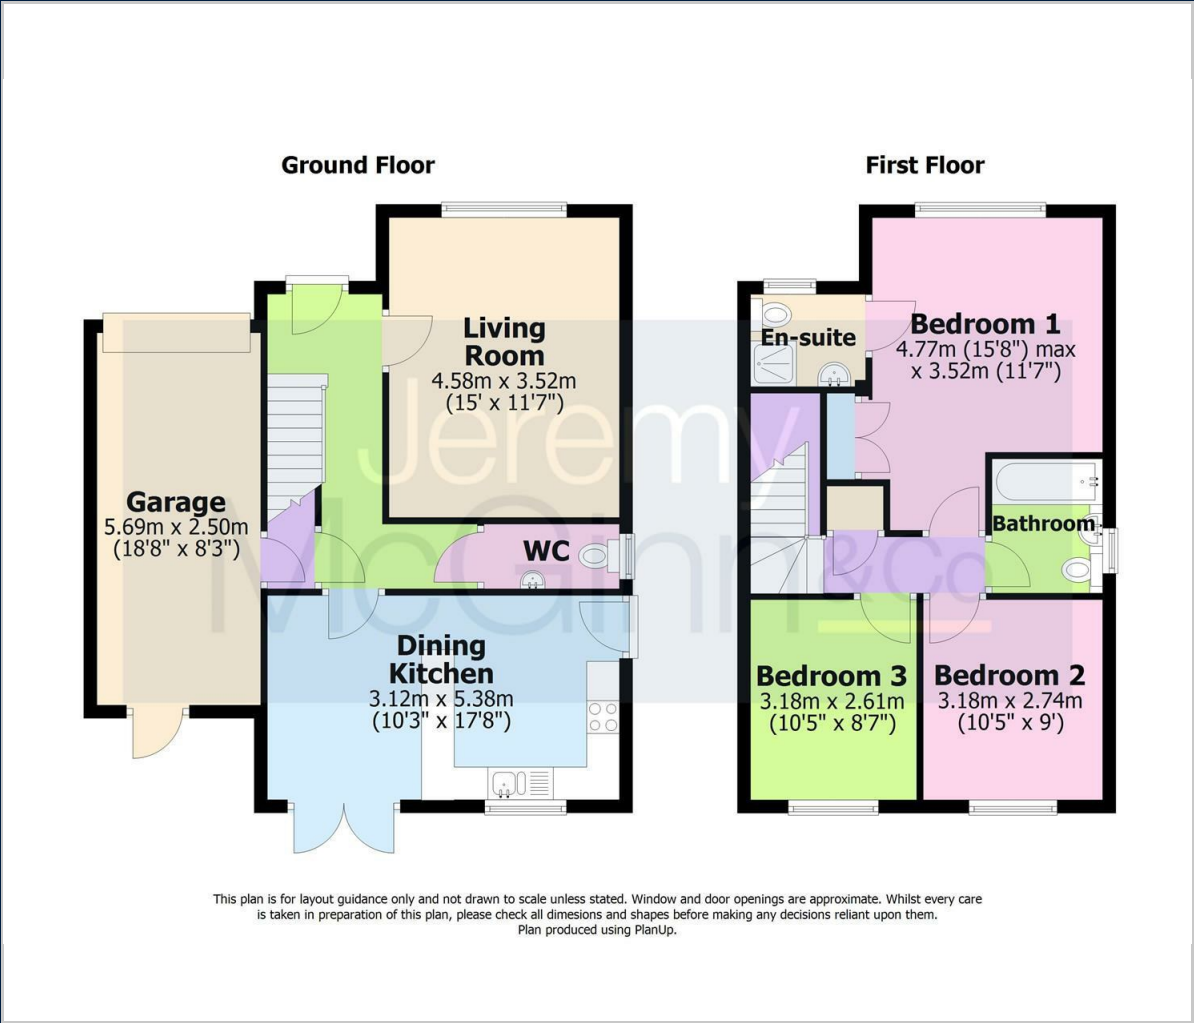 Ground Floor
First Floor
Living
Room
4.58m x 3.52m
(15' x 11'7")
Garage
5.69m x 2.50m
(18'8" x 8'3")
WC
Dining
Kitchen
3.12m x 5.38m
(10'3" x 17'8")
En-suite
Bedroom 1
4.77m (15'8") max
x 3.52m (11'7")
Bathroom
Bedroom 3
3.18m x 2.61m
(10'5" x 8'7")
Bedroom 2
3.18m x 2.74m
(10'5" x 9')
Jeremy
McGinn &Co
This plan is for layout guidance only and not drawn to scale unless stated. Window and door openings are approximate. Whilst every care
is taken in preparation of this plan, please check all dimesions and shapes before making any decisions reliant upon them.
Plan produced using PlanUp.